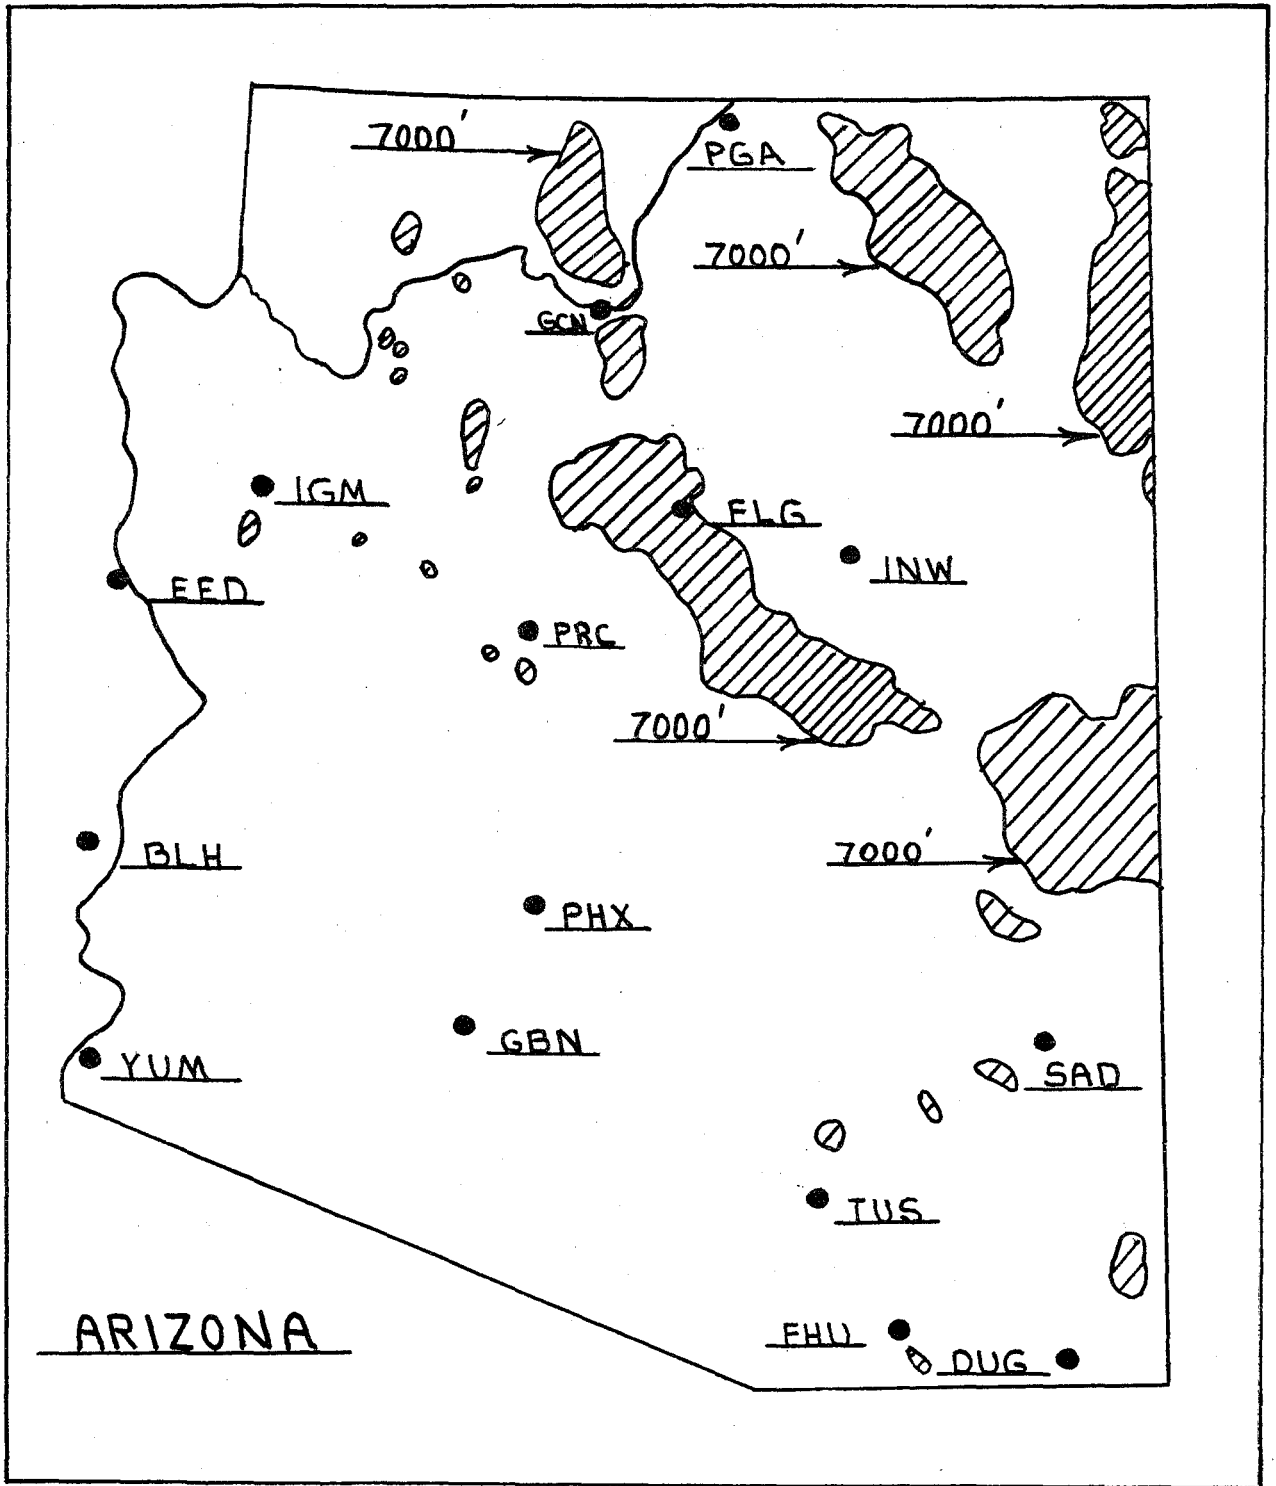 7000'
PGA
7000'
GCN
7000'
IGM
FLG
INW
EED
PRC
7000'
BLH
7000'
PHX
GBN
YUM
SAD
TUS
ARIZONA
FHU
DUG